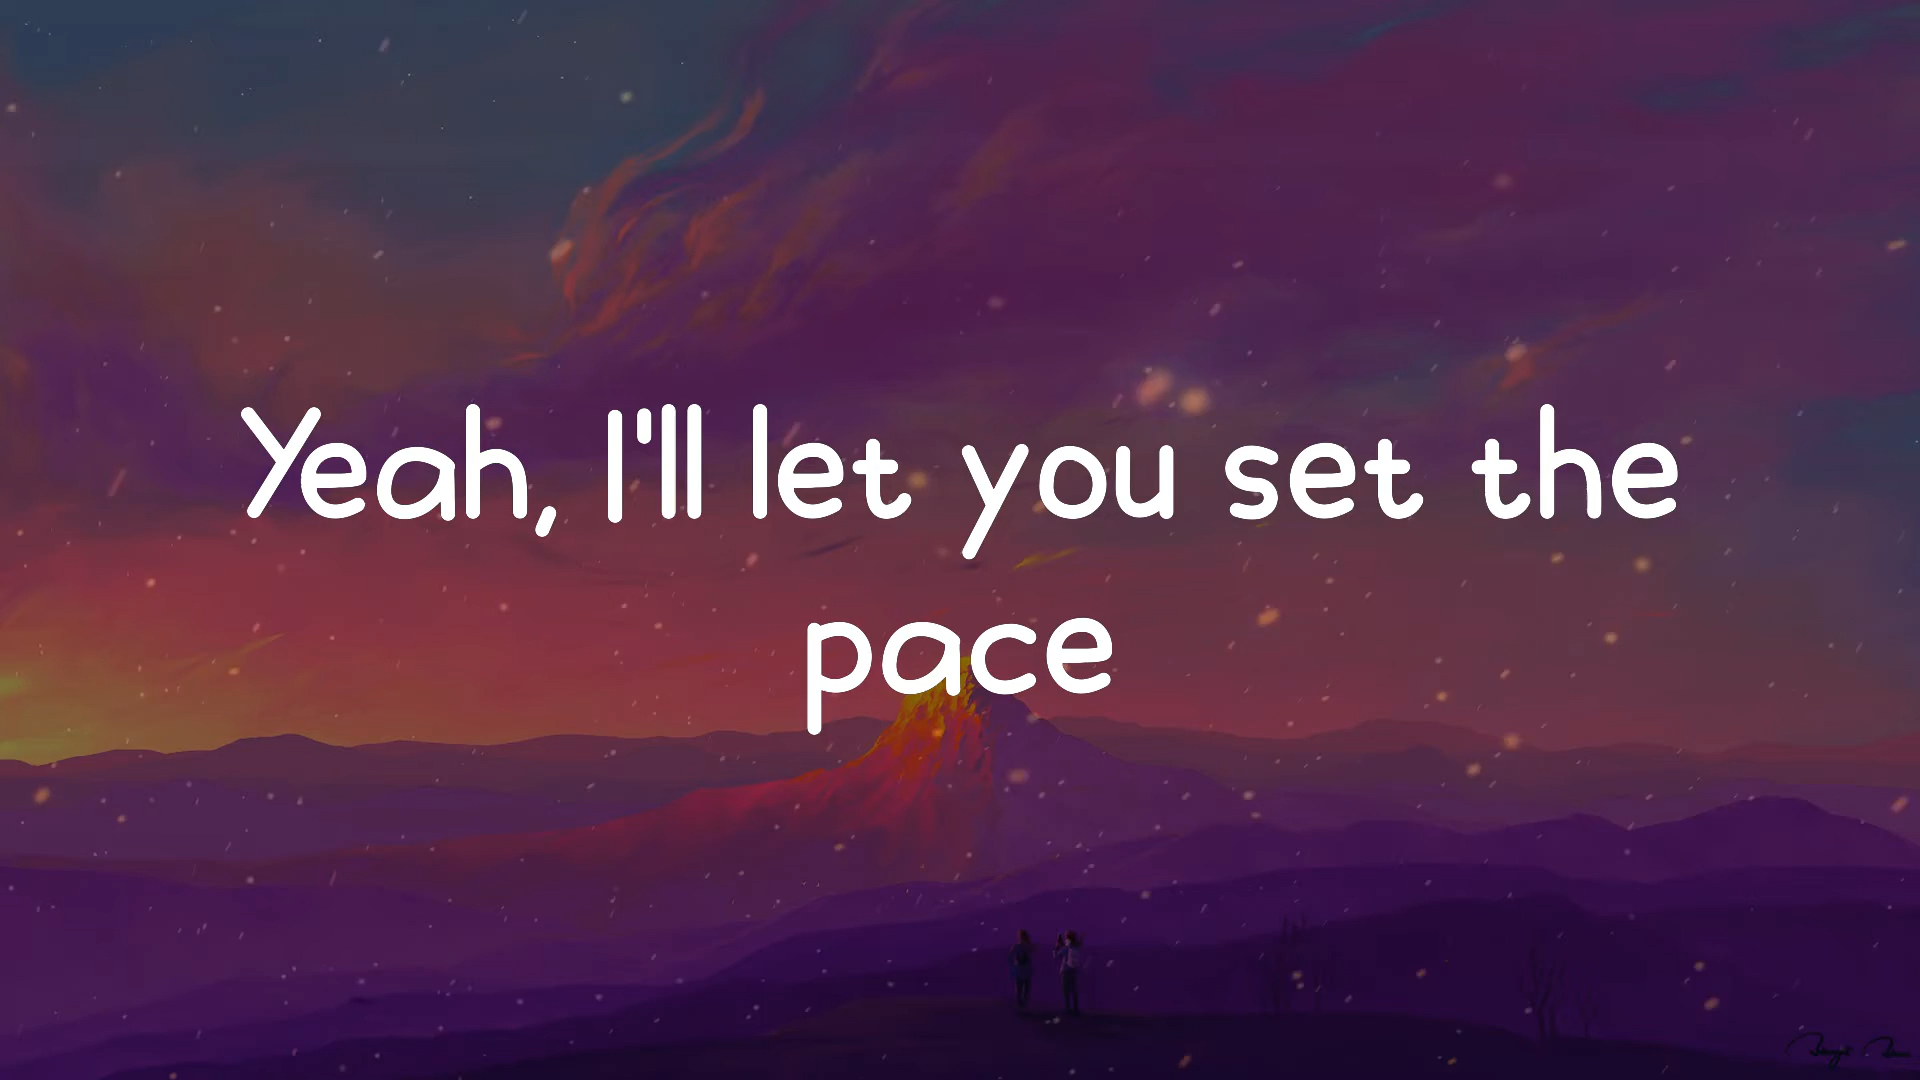 Yeah, I'll let you set the
pace